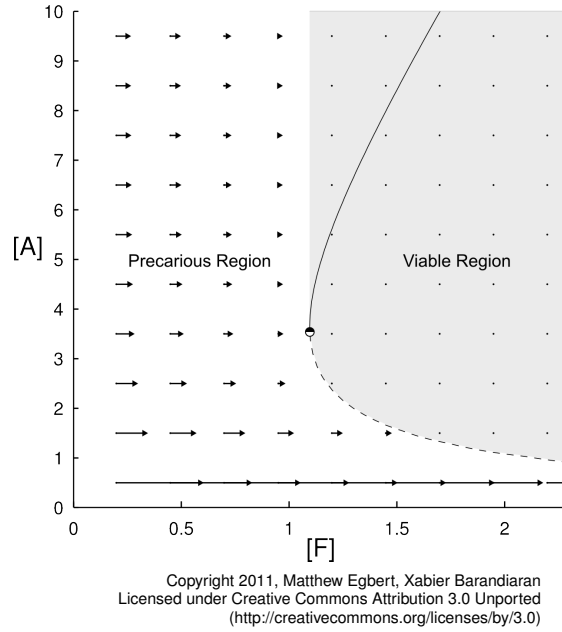 10
9
8
7
6
5
4
3
2
1
0
[A]
Precarious Region
Viable Region
0
0.5
1
1.5
2
[F]
Copyright 2011, Matthew Egbert, Xabier Barandiaran
Licensed under Creative Commons Attribution 3.0 Unported
(http://creativecommons.org/licenses/by/3.0)